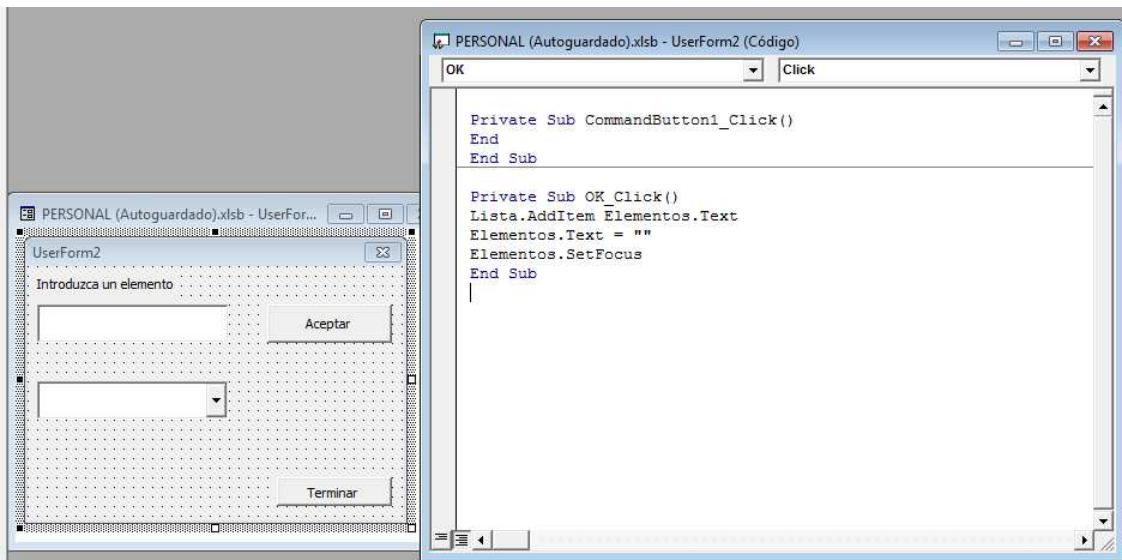 PERSONAL (Autoguardado).xlsb - UserForm2 (Código)
OK Click
Private Sub CommandButton1_Click()
End
End Sub
Private Sub OK_Click()
Lista.AddItem Elementos.Text
Elementos.Text = ""
Elementos.SetFocus
End Sub
PERSONAL (Autoguardado).xlsb - UserFor...
UserForm2
Introduzca un elemento
Aceptar
Terminar